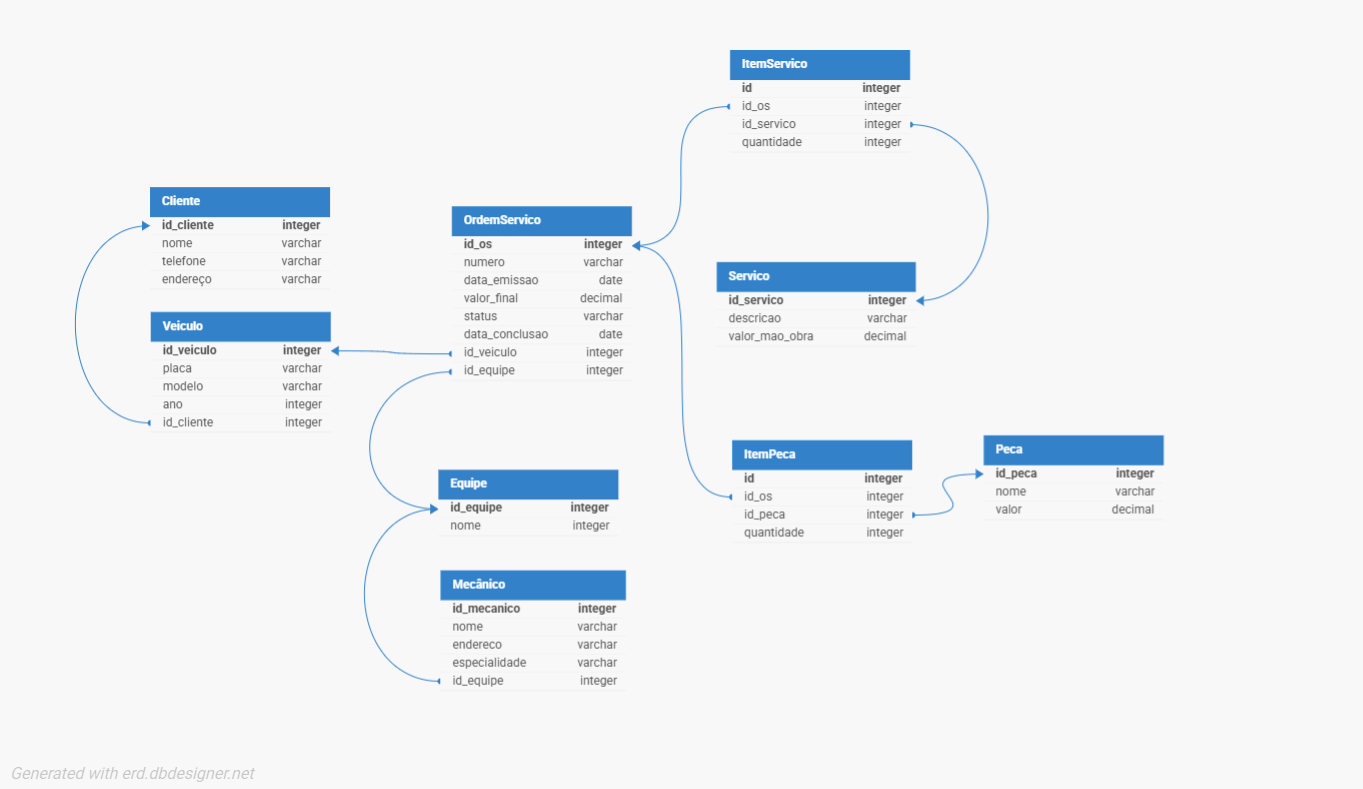 Cliente
id_cliente integer
nome varchar
telefone varchar
endereço varchar
Veiculo
id_veiculo integer
placa varchar
modelo varchar
ano integer
id_cliente integer
OrdemServico
id_os integer
numero varchar
data_emissao date
valor_final decimal
status varchar
data_conclusao date
id_veiculo integer
id_equipe integer
Equipe
id_equipe integer
nome integer
Mecânico
id_mecanico integer
nome varchar
endereco varchar
especialidade varchar
id_equipe integer
ItemServico
id integer
id_os integer
id_servico integer
quantidade integer
Servico
id_servico integer
descricao varchar
valor_mao_obra decimal
ItemPeca
id integer
id_os integer
id_peca integer
quantidade integer
Peca
id_peca integer
nome varchar
valor decimal
Generated with erd.dbdesigner.net